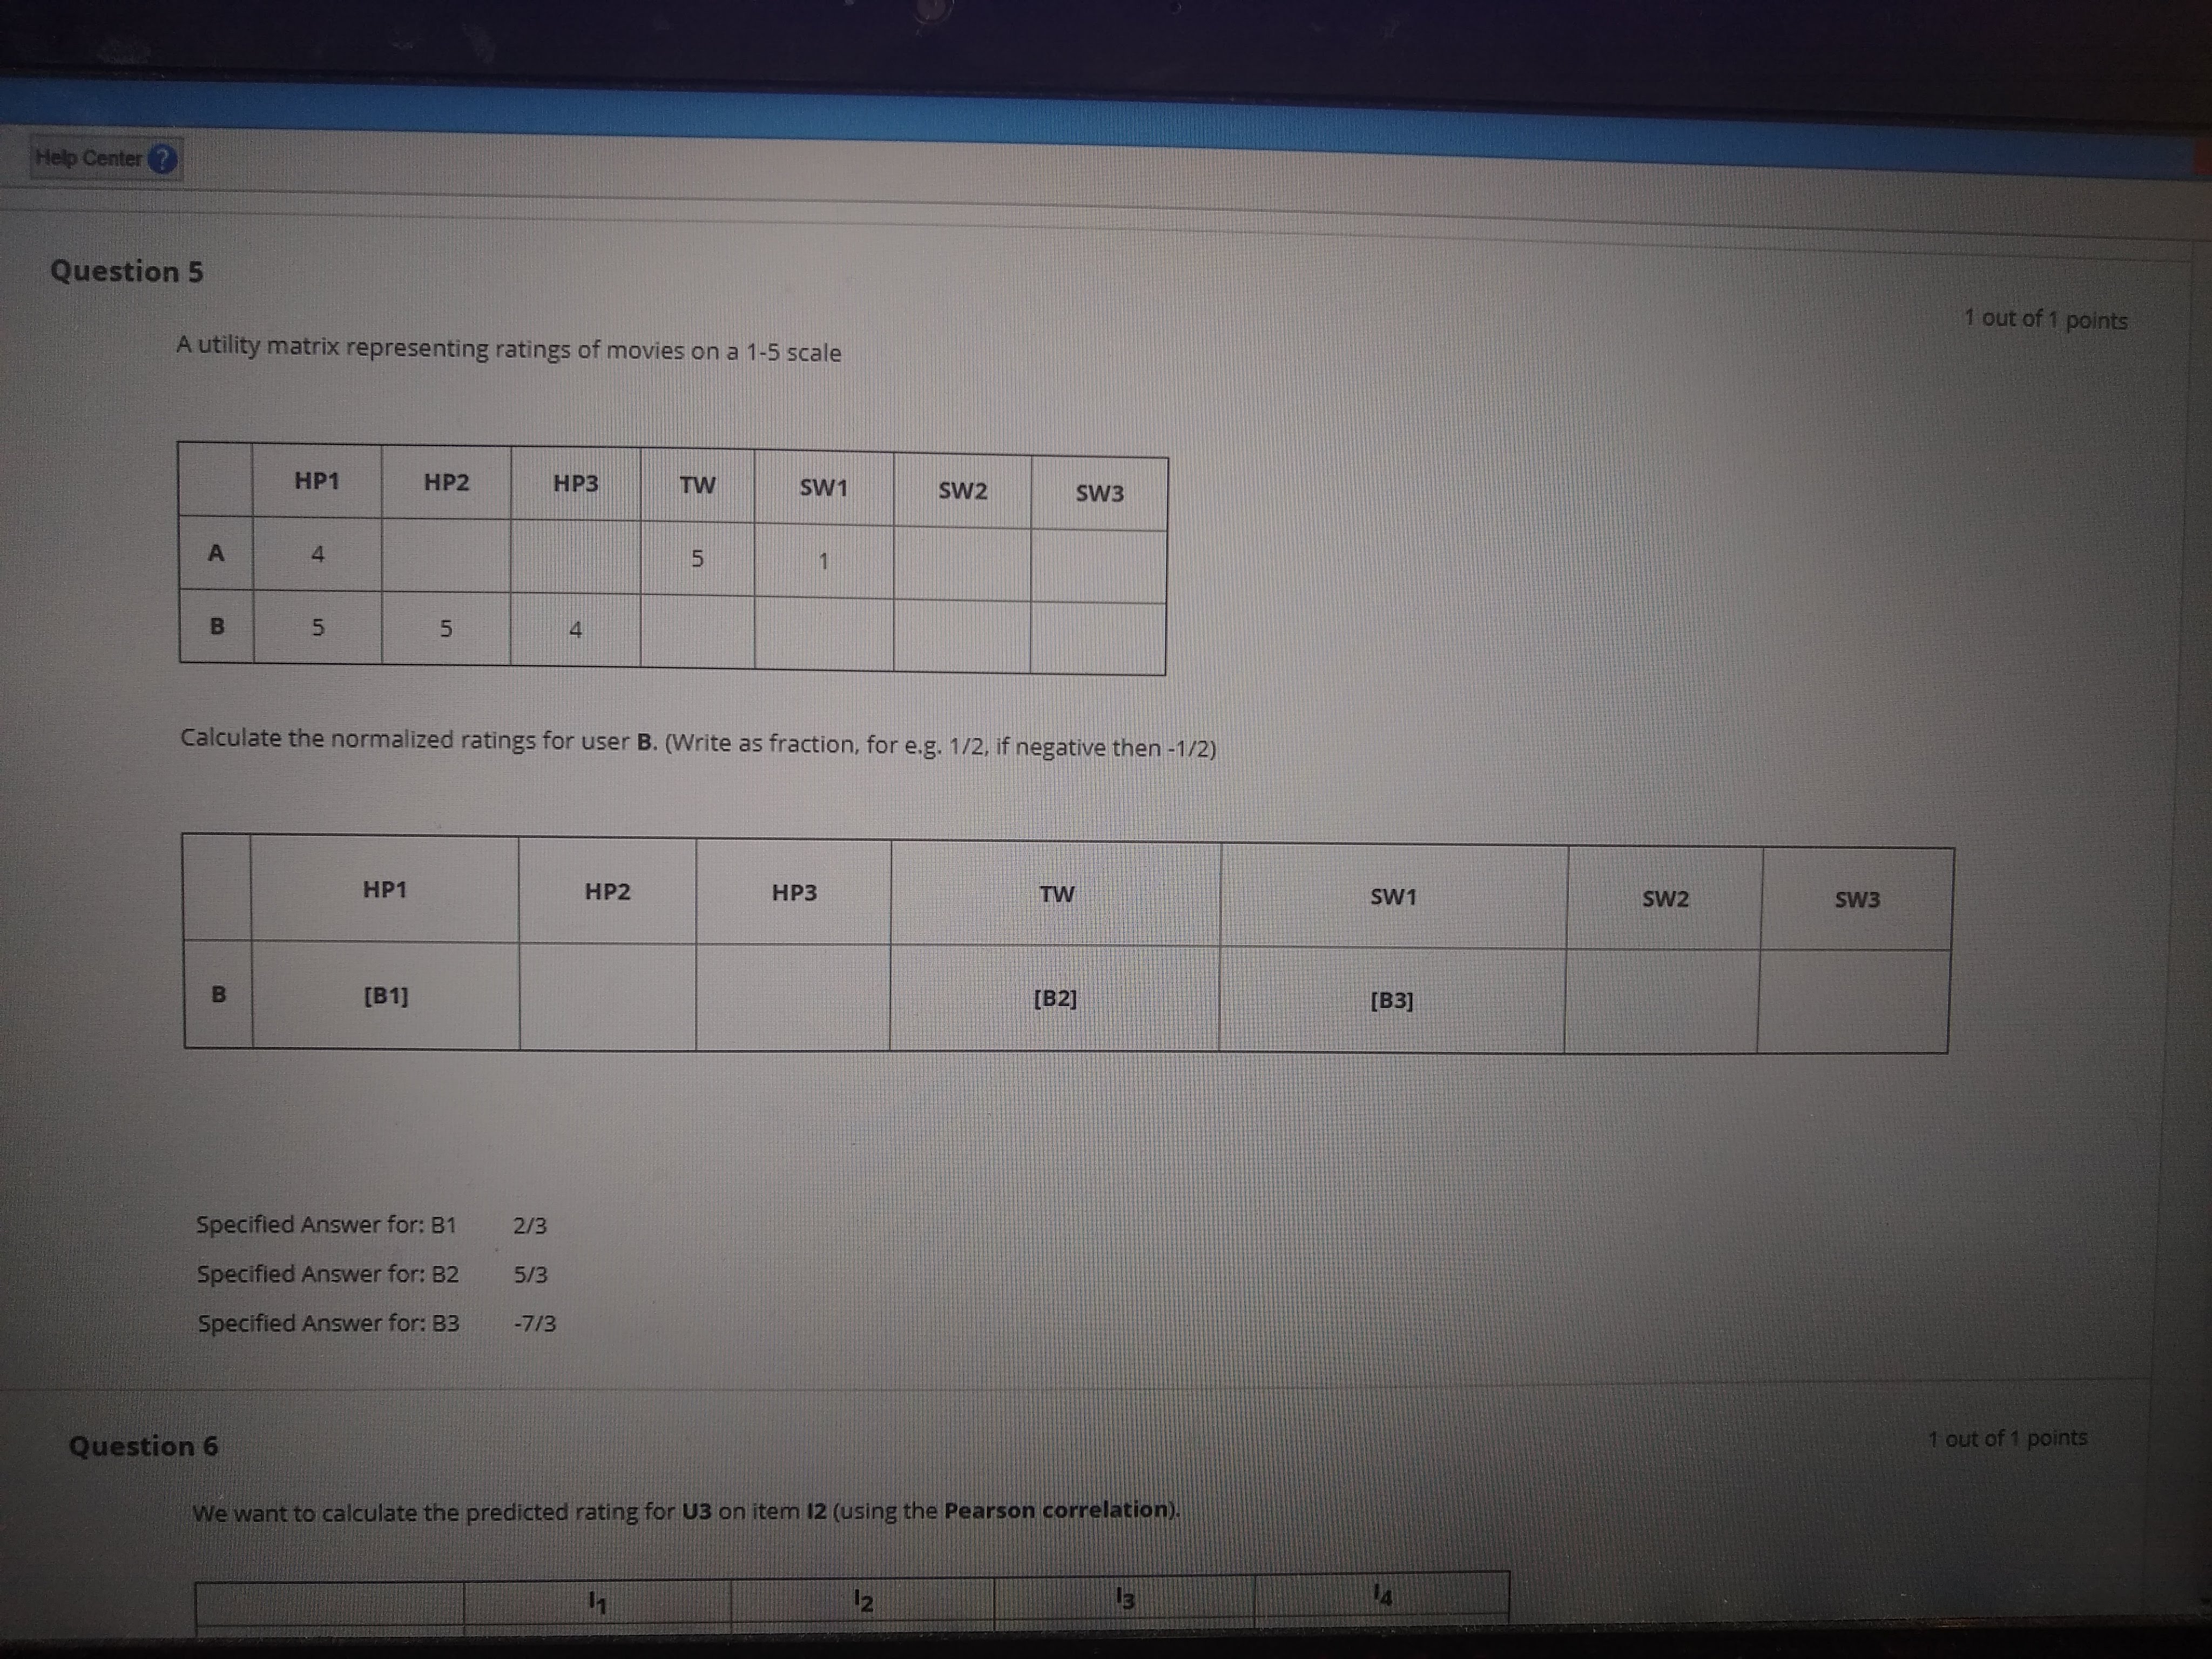 Help Center ?
Question 5
1 out of 1 points
A utility matrix representing ratings of movies on a 1-5 scale
HP1 HP2 HP3 TW SW1 SW2 SW3
A 4 5 1
B 5 5 4
Calculate the normalized ratings for user B. (Write as fraction, for e.g. 1/2, if negative then -1/2)
HP1 HP2 HP3 TW SW1 SW2 SW3
B [B1] [B2] [B3]
Specified Answer for: B1 2/3
Specified Answer for: B2 5/3
Specified Answer for: B3 -7/3
Question 6
1 out of 1 points
We want to calculate the predicted rating for U3 on item I2 (using the Pearson correlation).
I1 I2 I3 I4